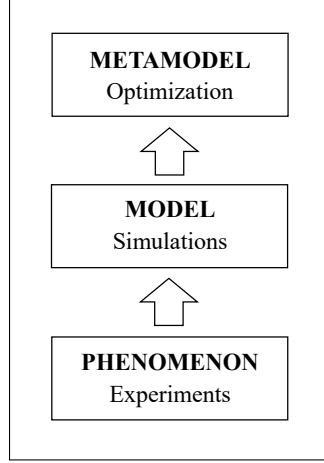 METAMODEL
Optimization
MODEL
Simulations
PHENOMENON
Experiments